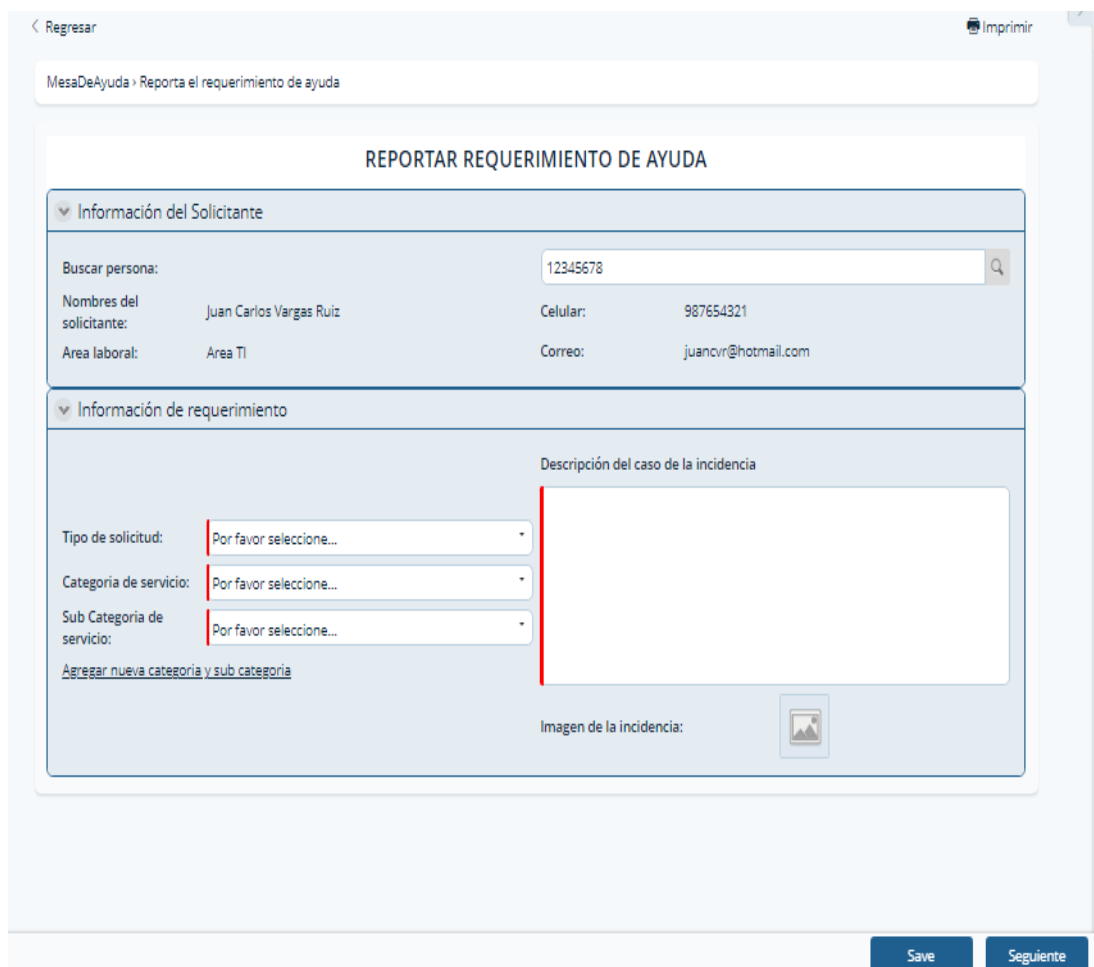 Regresar
Imprimir
MesaDeAyuda › Reporta el requerimiento de ayuda
REPORTAR REQUERIMIENTO DE AYUDA
Información del Solicitante
Buscar persona: 12345678
Nombres del solicitante: Juan Carlos Vargas Ruiz Celular: 987654321
Area laboral: Area TI Correo: juancvr@hotmail.com
Información de requerimiento
Descripción del caso de la incidencia
Tipo de solicitud: Por favor seleccione...
Categoria de servicio: Por favor seleccione...
Sub Categoria de servicio: Por favor seleccione...
Agregar nueva categoria y sub categoria
Imagen de la incidencia:
Save Seguiente